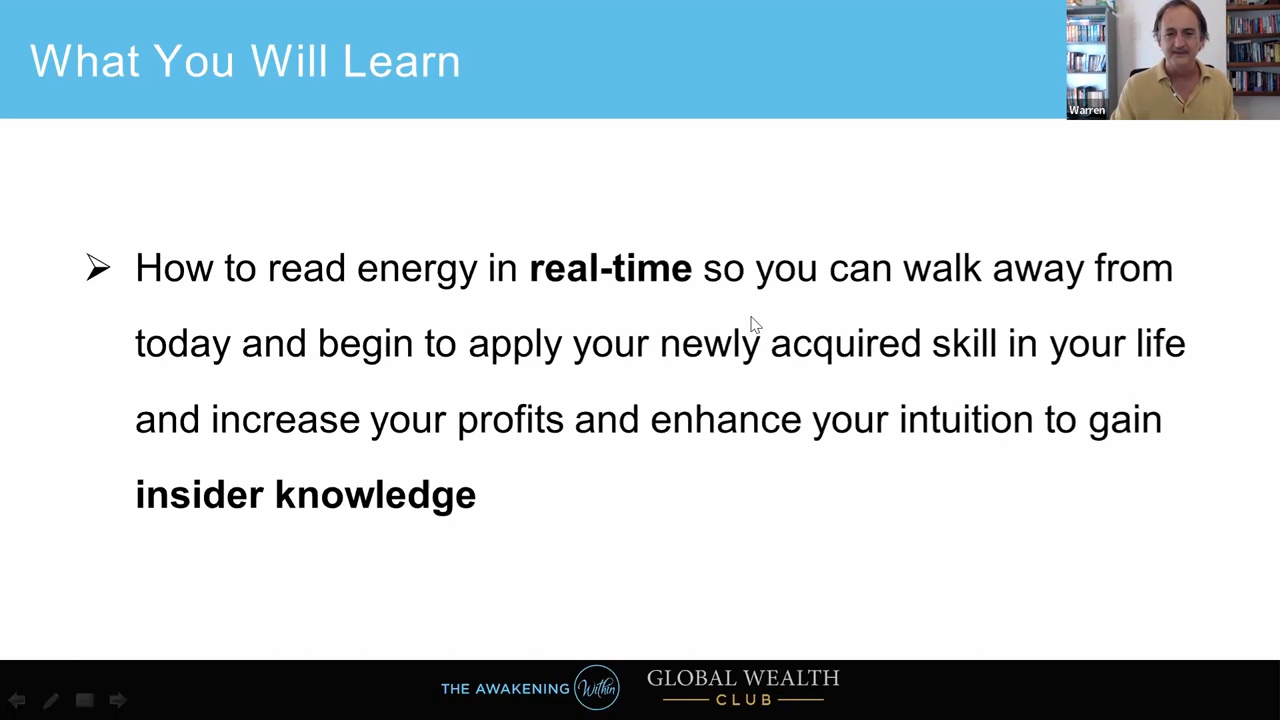 What You Will Learn
Warren
➢ How to read energy in real-time so you can walk away from
today and begin to apply your newly acquired skill in your life
and increase your profits and enhance your intuition to gain
insider knowledge
THE AWAKENING Within
GLOBAL WEALTH
CLUB